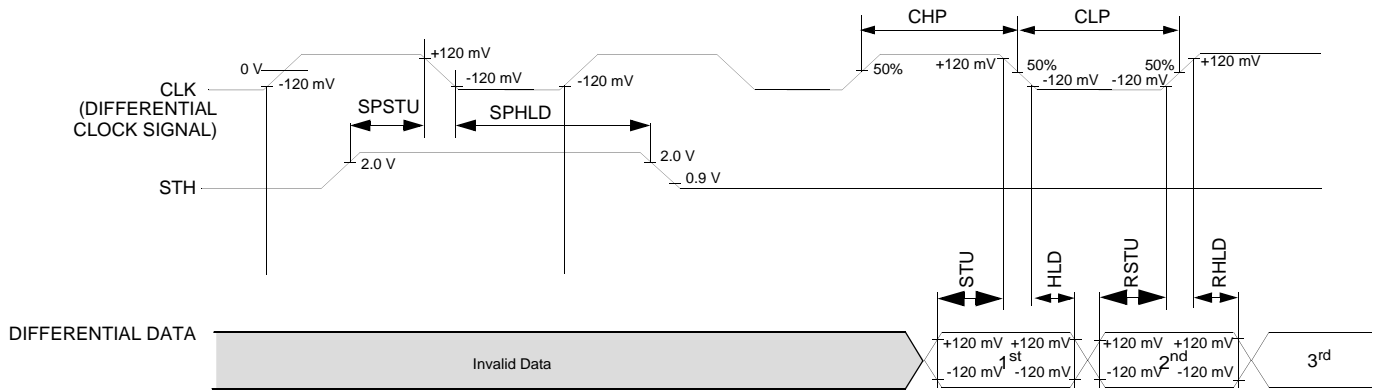 CHP CLP
+120 mV +120 mV 50% +120 mV
0 V 50% 50%
-120 mV -120 mV -120 mV -120 mV -120 mV
CLK
(DIFFERENTIAL
CLOCK SIGNAL)
SPSTU SPHLD
2.0 V 2.0 V
STH 0.9 V
STU HLD RSTU RHLD
DIFFERENTIAL DATA
+120 mV +120 mV +120 mV +120 mV
Invalid Data 1st 2nd 3rd
-120 mV -120 mV -120 mV -120 mV